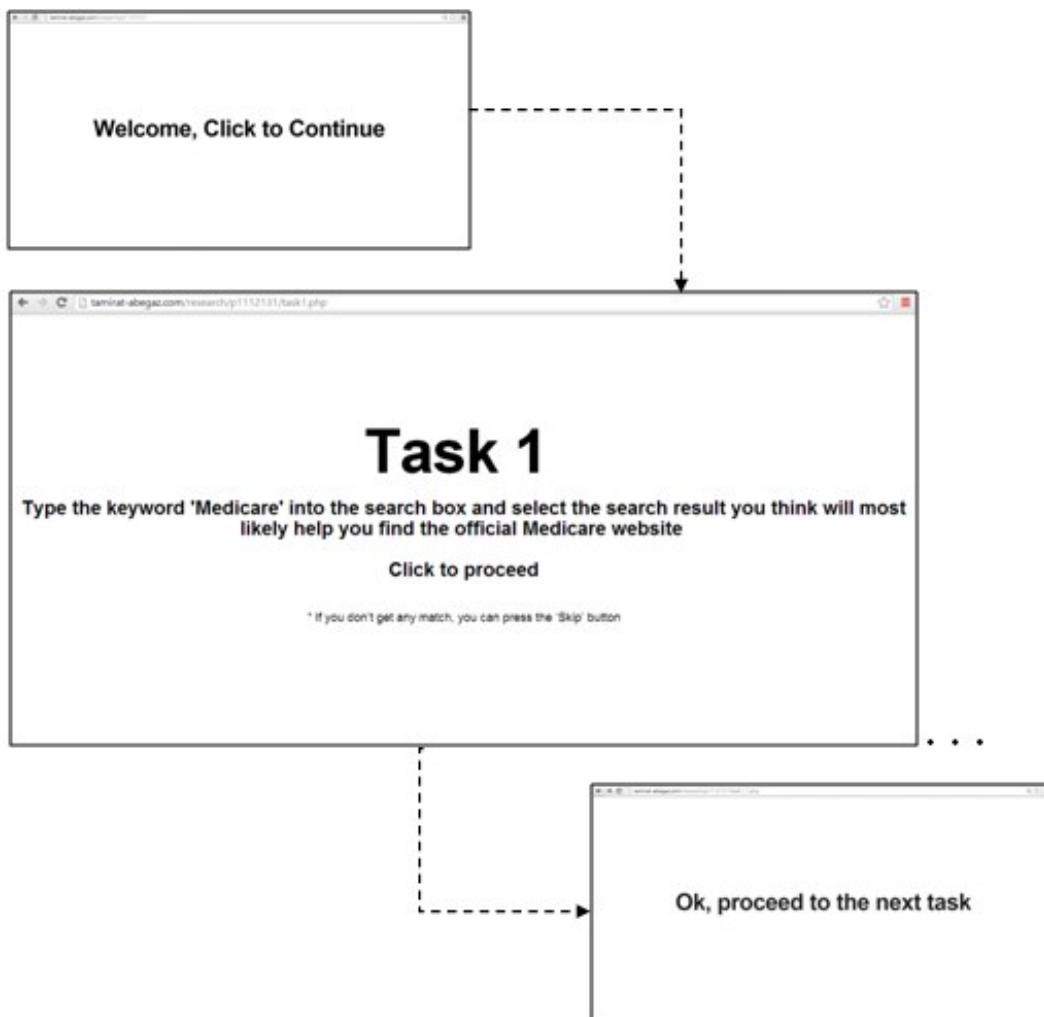 Welcome, Click to Continue
tamirat-abegaz.com/research/p1112131/task1.php
Task 1
Type the keyword 'Medicare' into the search box and select the search result you think will most
likely help you find the official Medicare website
Click to proceed
* If you don't get any match, you can press the 'Skip' button
. . .
Ok, proceed to the next task